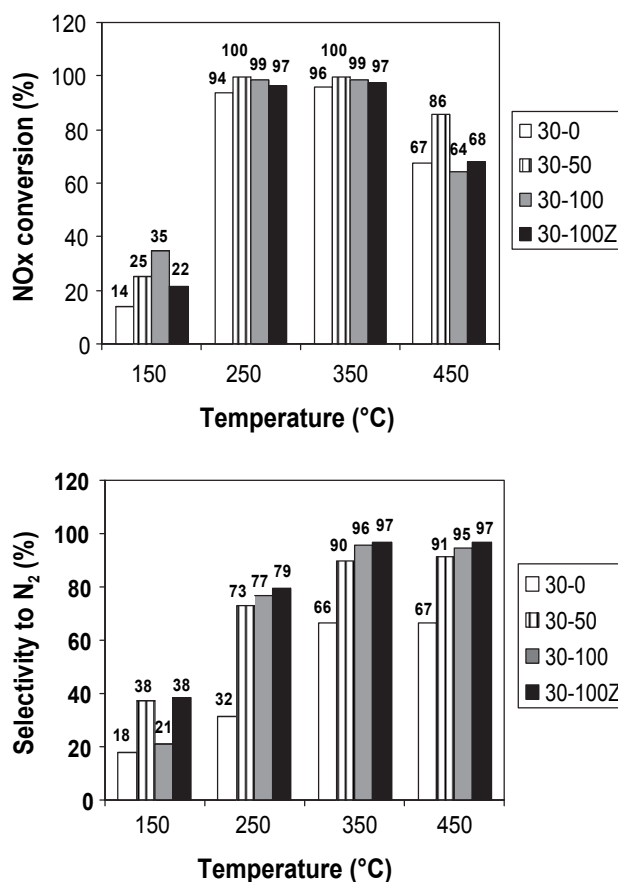 120
100
80
60
40
20
0
NOx conversion (%)
14 25 35 22
94 100 99 97
96 100 99 97
67 86 64 68
150 250 350 450
Temperature (°C)
30-0
30-50
30-100
30-100Z
120
100
80
60
40
20
0
Selectivity to N₂ (%)
18 38 21 38
32 73 77 79
66 90 96 97
67 91 95 97
150 250 350 450
Temperature (°C)
30-0
30-50
30-100
30-100Z